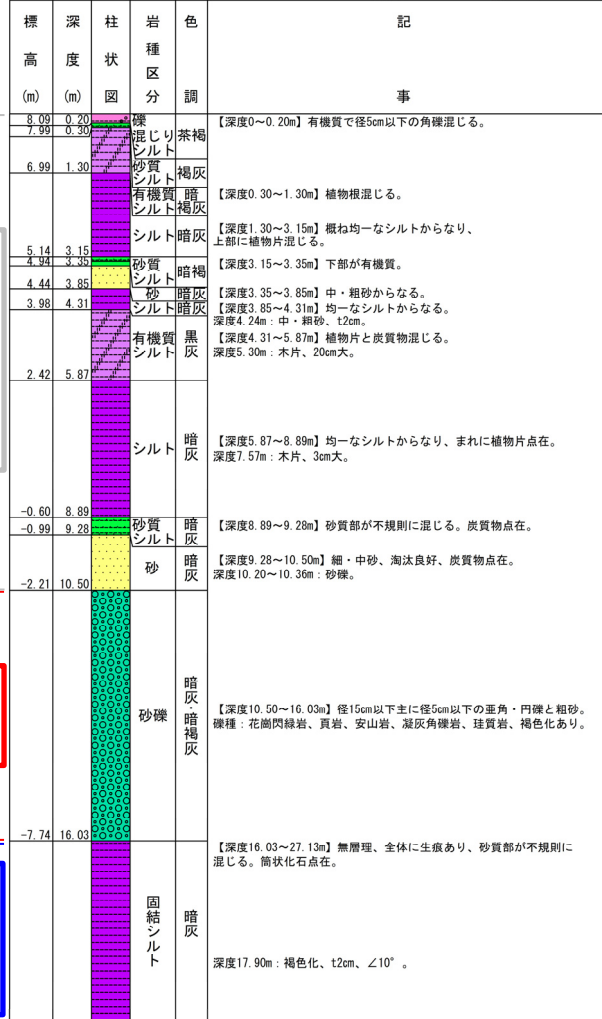 標高(m) 深度(m) 柱状図 岩種区分 色調 記事
8.09 0.20 礫混じりシルト 茶褐 【深度0～0.20m】有機質で径5cm以下の角礫混じる。
7.99 0.30
6.99 1.30 砂質シルト 褐灰
有機質シルト 暗褐灰 【深度0.30～1.30m】植物根混じる。
5.14 3.15 シルト 暗灰 【深度1.30～3.15m】概ね均一なシルトからなり、
上部に植物片混じる。
4.94 3.35 砂質シルト 暗褐 【深度3.15～3.35m】下部が有機質。
4.44 3.85 砂 暗灰 【深度3.35～3.85m】中・粗砂からなる。
3.98 4.31 シルト 暗灰 【深度3.85～4.31m】均一なシルトからなる。
深度4.24m：中・粗砂、t2cm。
2.42 5.87 有機質シルト 黒灰 【深度4.31～5.87m】植物片と炭質物混じる。
深度5.30m：木片、20cm大。
-0.60 8.89 シルト 暗灰 【深度5.87～8.89m】均一なシルトからなり、まれに植物片点在。
深度7.57m：木片、3cm大。
-0.99 9.28 砂質シルト 暗灰 【深度8.89～9.28m】砂質部が不規則に混じる。炭質物点在。
-2.21 10.50 砂 暗灰 【深度9.28～10.50m】細・中砂、淘汰良好、炭質物点在。
深度10.20～10.36m：砂礫。
-7.74 16.03 砂礫 暗灰・暗褐灰 【深度10.50～16.03m】径15cm以下主に径5cm以下の亜角・円礫と粗砂。
礫種：花崗閃緑岩、頁岩、安山岩、凝灰角礫岩、珪質岩、褐色化あり。
固結シルト 暗灰 【深度16.03～27.13m】無層理、全体に生痕あり、砂質部が不規則に
混じる。筒状化石点在。
深度17.90m：褐色化、t2cm、∠10°。